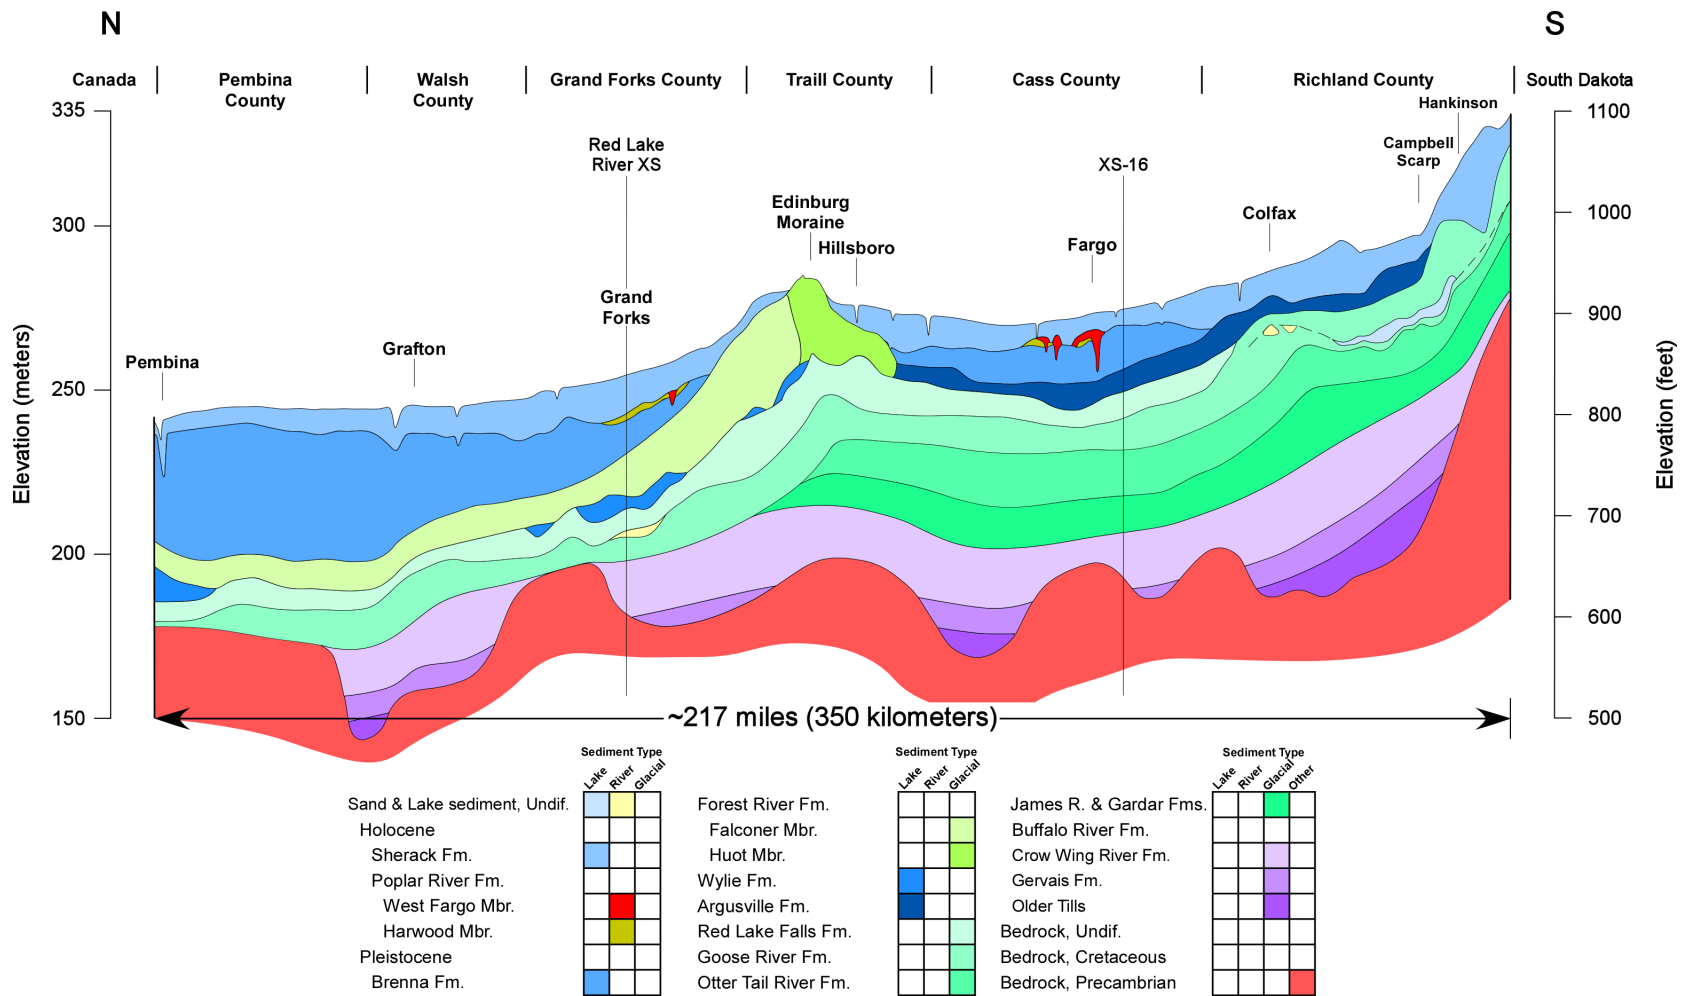 N
S
Canada
Pembina
County
Walsh
County
Grand Forks County
Traill County
Cass County
Richland County
South Dakota
335
300
250
200
150
Elevation (meters)
1100
1000
900
800
700
600
500
Elevation (feet)
Hankinson
Campbell
Scarp
Red Lake
River XS
XS-16
Edinburg
Moraine
Colfax
Hillsboro
Fargo
Grand
Forks
Grafton
Pembina
~217 miles (350 kilometers)
Sediment Type
Lake
River
Glacial
Sand & Lake sediment, Undif.
Holocene
Sherack Fm.
Poplar River Fm.
West Fargo Mbr.
Harwood Mbr.
Pleistocene
Brenna Fm.
Sediment Type
Lake
River
Glacial
Forest River Fm.
Falconer Mbr.
Huot Mbr.
Wylie Fm.
Argusville Fm.
Red Lake Falls Fm.
Goose River Fm.
Otter Tail River Fm.
Sediment Type
Lake
River
Glacial
Other
James R. & Gardar Fms.
Buffalo River Fm.
Crow Wing River Fm.
Gervais Fm.
Older Tills
Bedrock, Undif.
Bedrock, Cretaceous
Bedrock, Precambrian